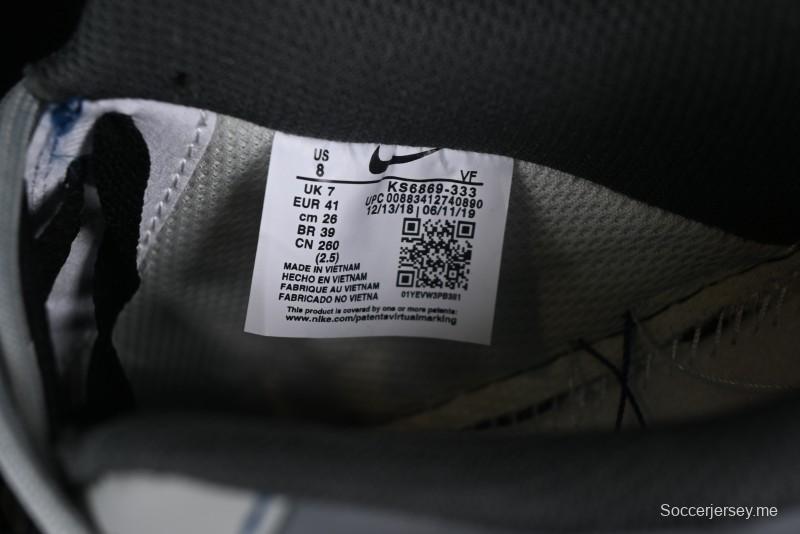 US
8
VF
UK 7
EUR 41
cm 26
BR 39
CN 260
(2.5)
KS6869-333
UPC 00883412740890
12/13/18 | 06/11/19
01YEVW3PB381
MADE IN VIETNAM
HECHO EN VIETNAM
FABRIQUE AU VIETNAM
FABRICADO NO VIETNA
This product is covered by one or more patents:
www.nike.com/patentsvirtualmarking
Soccerjersey.me